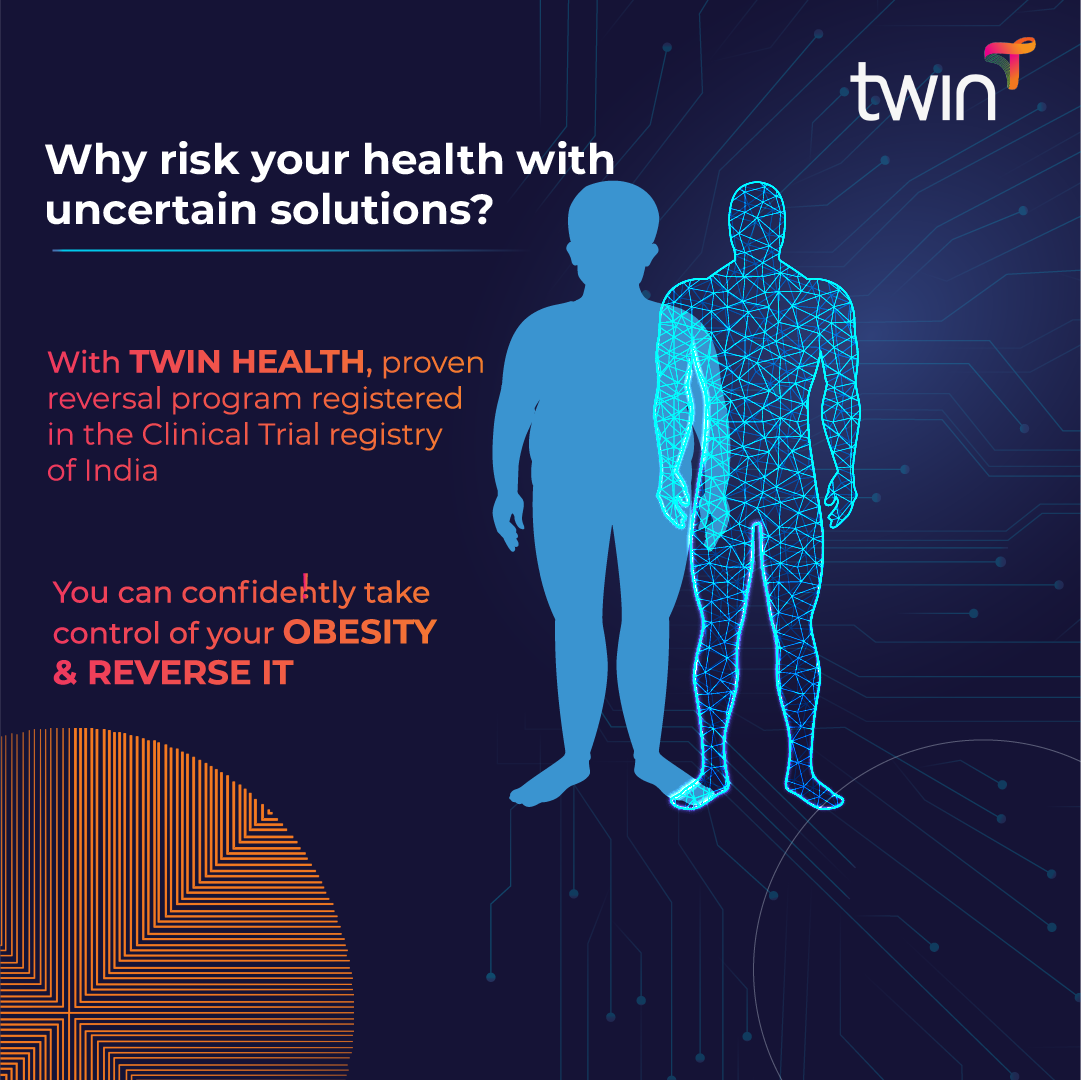 twin
Why risk your health with
uncertain solutions?
With TWIN HEALTH, proven
reversal program registered
in the Clinical Trial registry
of India
You can confidently take
control of your OBESITY
& REVERSE IT